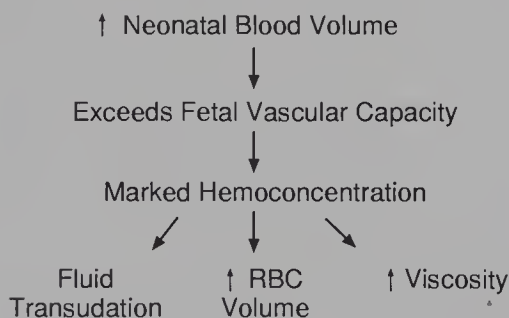 ↑ Neonatal Blood Volume
Exceeds Fetal Vascular Capacity
Marked Hemoconcentration
Fluid
Transudation
↑ RBC
Volume
↑ Viscosity